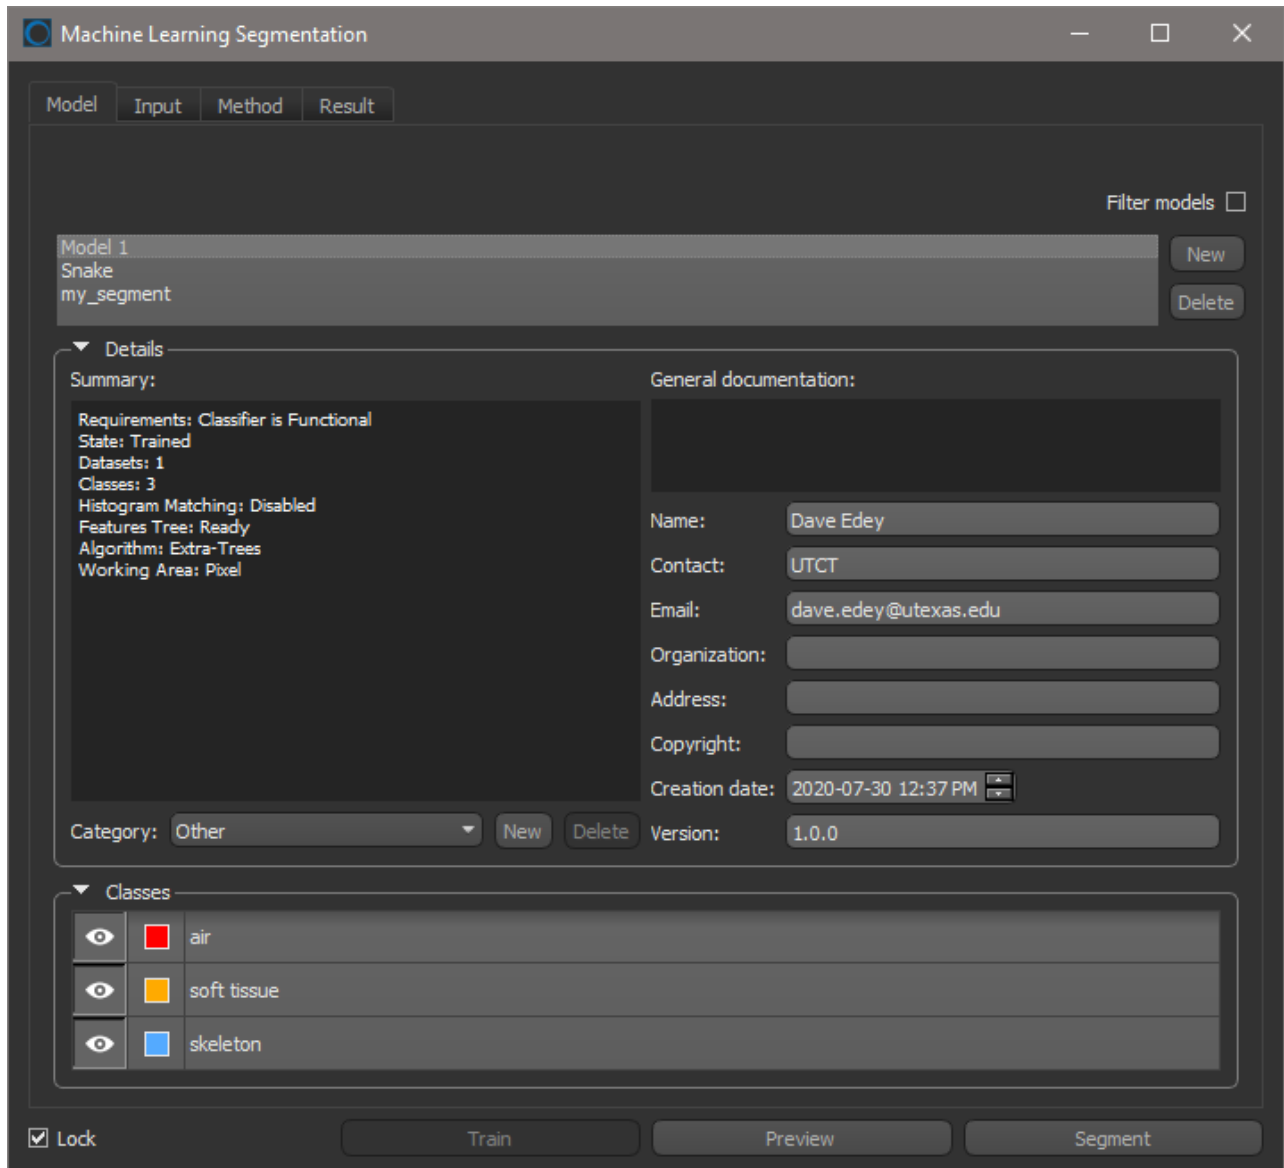 Machine Learning Segmentation
Model Input Method Result
Filter models
Model 1
Snake
my_segment
New
Delete
Details
Summary:
Requirements: Classifier is Functional
State: Trained
Datasets: 1
Classes: 3
Histogram Matching: Disabled
Features Tree: Ready
Algorithm: Extra-Trees
Working Area: Pixel
Category: Other New Delete
General documentation:
Name: Dave Edey
Contact: UTCT
Email: dave.edey@utexas.edu
Organization:
Address:
Copyright:
Creation date: 2020-07-30 12:37 PM
Version: 1.0.0
Classes
air
soft tissue
skeleton
Lock Train Preview Segment